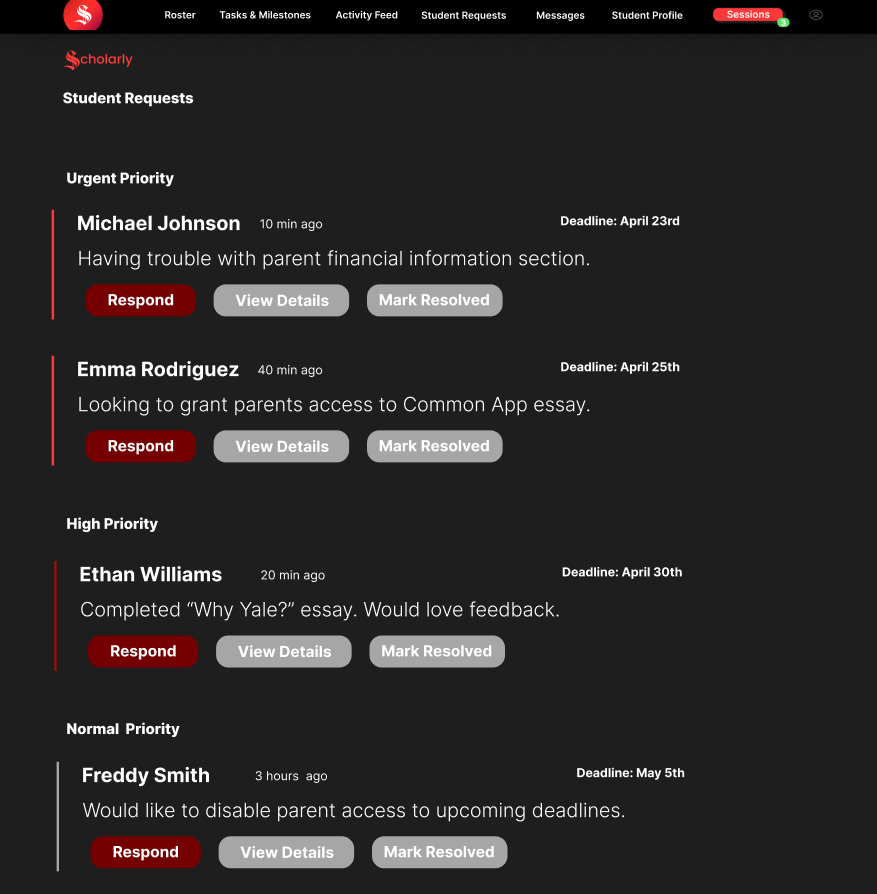 Roster Tasks & Milestones Activity Feed Student Requests Messages Student Profile Sessions 3
Scholarly
Student Requests
Urgent Priority
Michael Johnson 10 min ago Deadline: April 23rd
Having trouble with parent financial information section.
Respond View Details Mark Resolved
Emma Rodriguez 40 min ago Deadline: April 25th
Looking to grant parents access to Common App essay.
Respond View Details Mark Resolved
High Priority
Ethan Williams 20 min ago Deadline: April 30th
Completed “Why Yale?” essay. Would love feedback.
Respond View Details Mark Resolved
Normal Priority
Freddy Smith 3 hours ago Deadline: May 5th
Would like to disable parent access to upcoming deadlines.
Respond View Details Mark Resolved